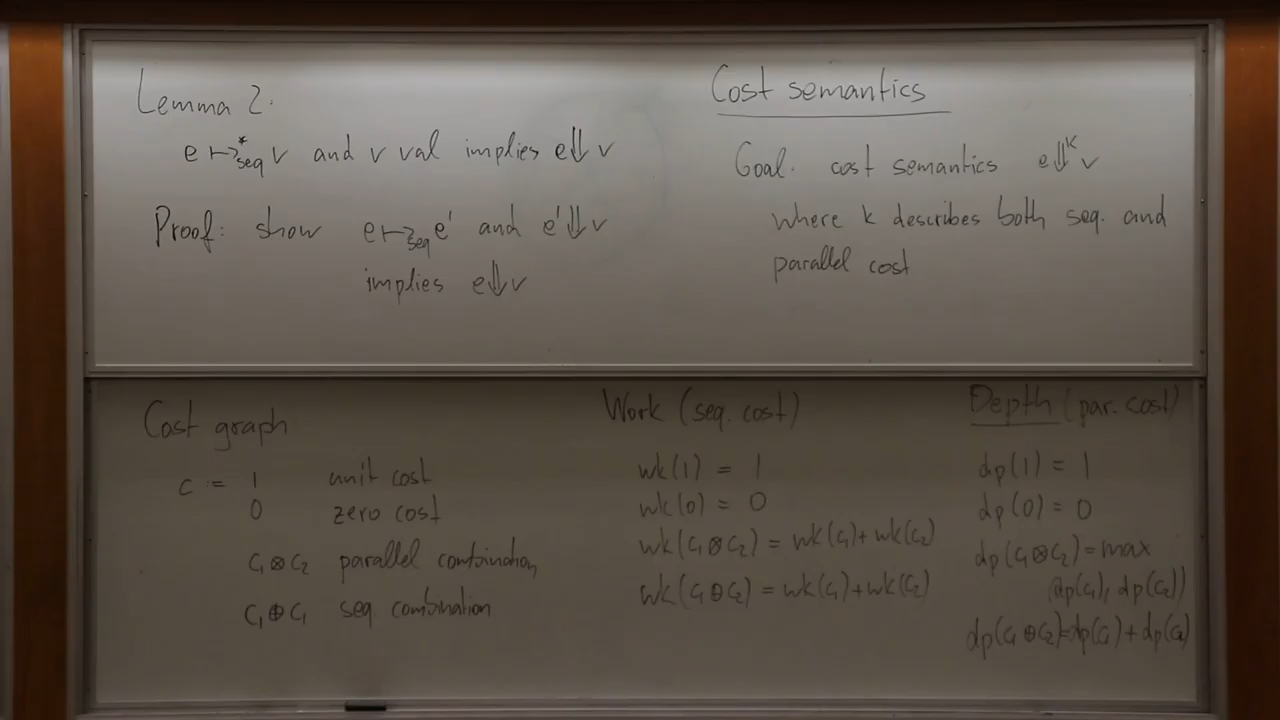 Lemma 2.
e ↦*seq v and v val implies e⇓v
Proof: show e ↦seq e' and e'⇓v
implies e⇓v
Cost semantics
Goal. cost semantics e⇓ᵏv
where k describes both seq. and
parallel cost
Cost graph
c := 1 unit cost
0 zero cost
c₁⊗c₂ parallel combination
c₁⊕c₁ seq combination
Work (seq. cost)
wk(1) = 1
wk(0) = 0
wk(c₁⊗c₂) = wk(c₁)+wk(c₂)
wk(c₁⊕c₂) = wk(c₁)+wk(c₂)
Depth (par. cost)
dp(1) = 1
dp(0) = 0
dp(c₁⊗c₂) = max
(dp(c₁), dp(c₂))
dp(c₁⊕c₂)=dp(c₁)+dp(c₂)